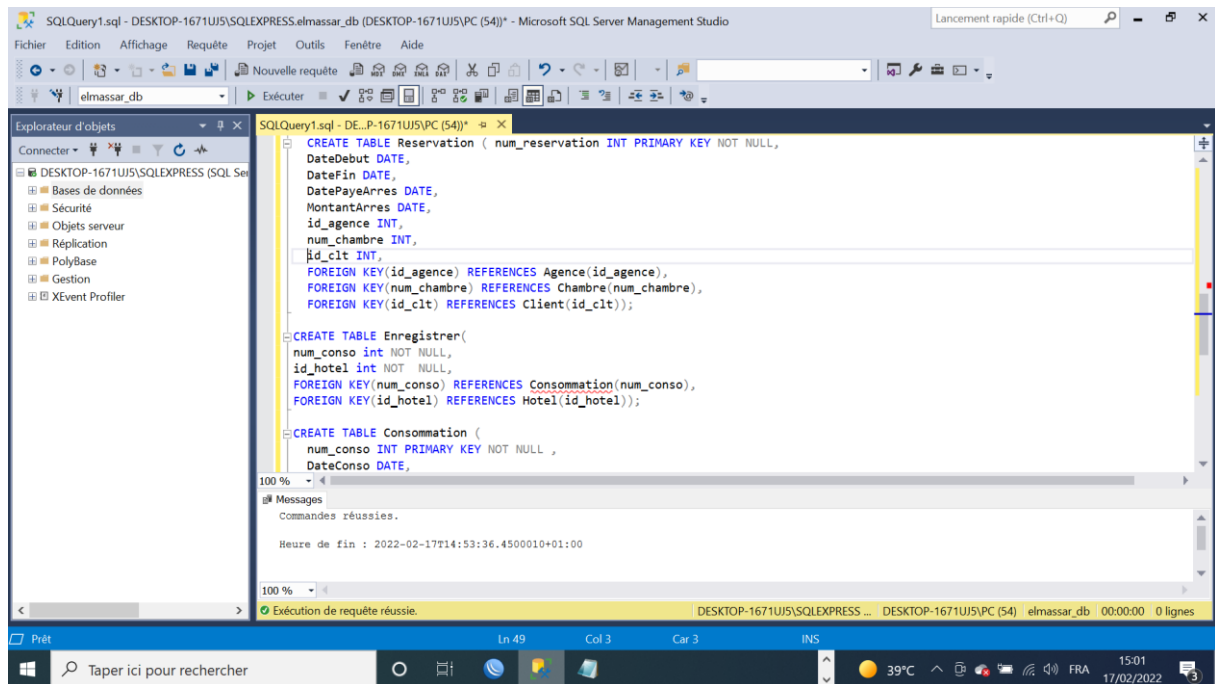 SQLQuery1.sql - DESKTOP-1671UJ5\SQLEXPRESS.elmassar_db (DESKTOP-1671UJ5\PC (54))* - Microsoft SQL Server Management Studio
Lancement rapide (Ctrl+Q)
Fichier Edition Affichage Requête Projet Outils Fenêtre Aide
Nouvelle requête
elmassar_db Exécuter
Explorateur d'objets
SQLQuery1.sql - DE...P-1671UJ5\PC (54))*
Connecter
DESKTOP-1671UJ5\SQLEXPRESS (SQL Ser
Bases de données
Sécurité
Objets serveur
Réplication
PolyBase
Gestion
XEvent Profiler
CREATE TABLE Reservation ( num_reservation INT PRIMARY KEY NOT NULL,
DateDebut DATE,
DateFin DATE,
DatePayeArres DATE,
MontantArres DATE,
id_agence INT,
num_chambre INT,
id_clt INT,
FOREIGN KEY(id_agence) REFERENCES Agence(id_agence),
FOREIGN KEY(num_chambre) REFERENCES Chambre(num_chambre),
FOREIGN KEY(id_clt) REFERENCES Client(id_clt));
CREATE TABLE Enregistrer(
num_conso int NOT NULL,
id_hotel int NOT  NULL,
FOREIGN KEY(num_conso) REFERENCES Consommation(num_conso),
FOREIGN KEY(id_hotel) REFERENCES Hotel(id_hotel));
CREATE TABLE Consommation (
num_conso INT PRIMARY KEY NOT NULL ,
DateConso DATE,
100 %
Messages
Commandes réussies.
Heure de fin : 2022-02-17T14:53:36.4500010+01:00
100 %
Exécution de requête réussie.
DESKTOP-1671UJ5\SQLEXPRESS ... DESKTOP-1671UJ5\PC (54) elmassar_db 00:00:00 0 lignes
Prêt Ln 49 Col 3 Car 3 INS
Taper ici pour rechercher
39°C FRA
15:01
17/02/2022
3